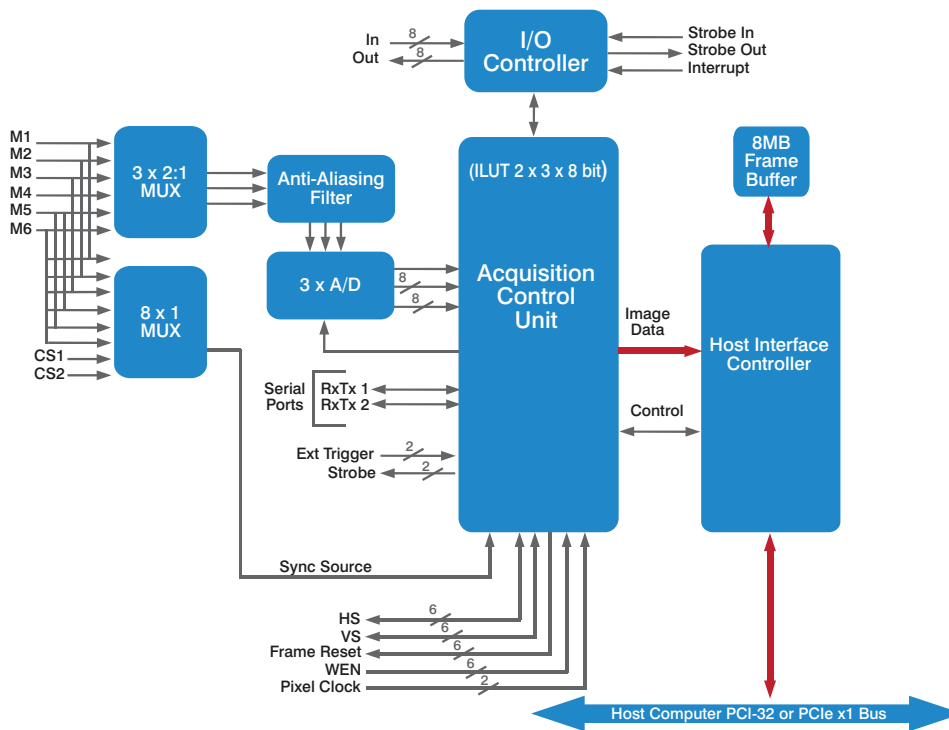 In
8
Out
8
I/O
Controller
Strobe In
Strobe Out
Interrupt
M1
M2
M3
M4
M5
M6
3 x 2:1
MUX
Anti-Aliasing
Filter
(ILUT 2 x 3 x 8 bit)
8MB
Frame
Buffer
3 x A/D
8
8
8 x 1
MUX
CS1
CS2
Acquisition
Control
Unit
Image
Data
Host Interface
Controller
Serial
Ports
RxTx 1
RxTx 2
Control
Ext Trigger
2
Strobe
2
Sync Source
HS
6
VS
6
Frame Reset
6
WEN
6
Pixel Clock
2
Host Computer PCI-32 or PCIe x1 Bus